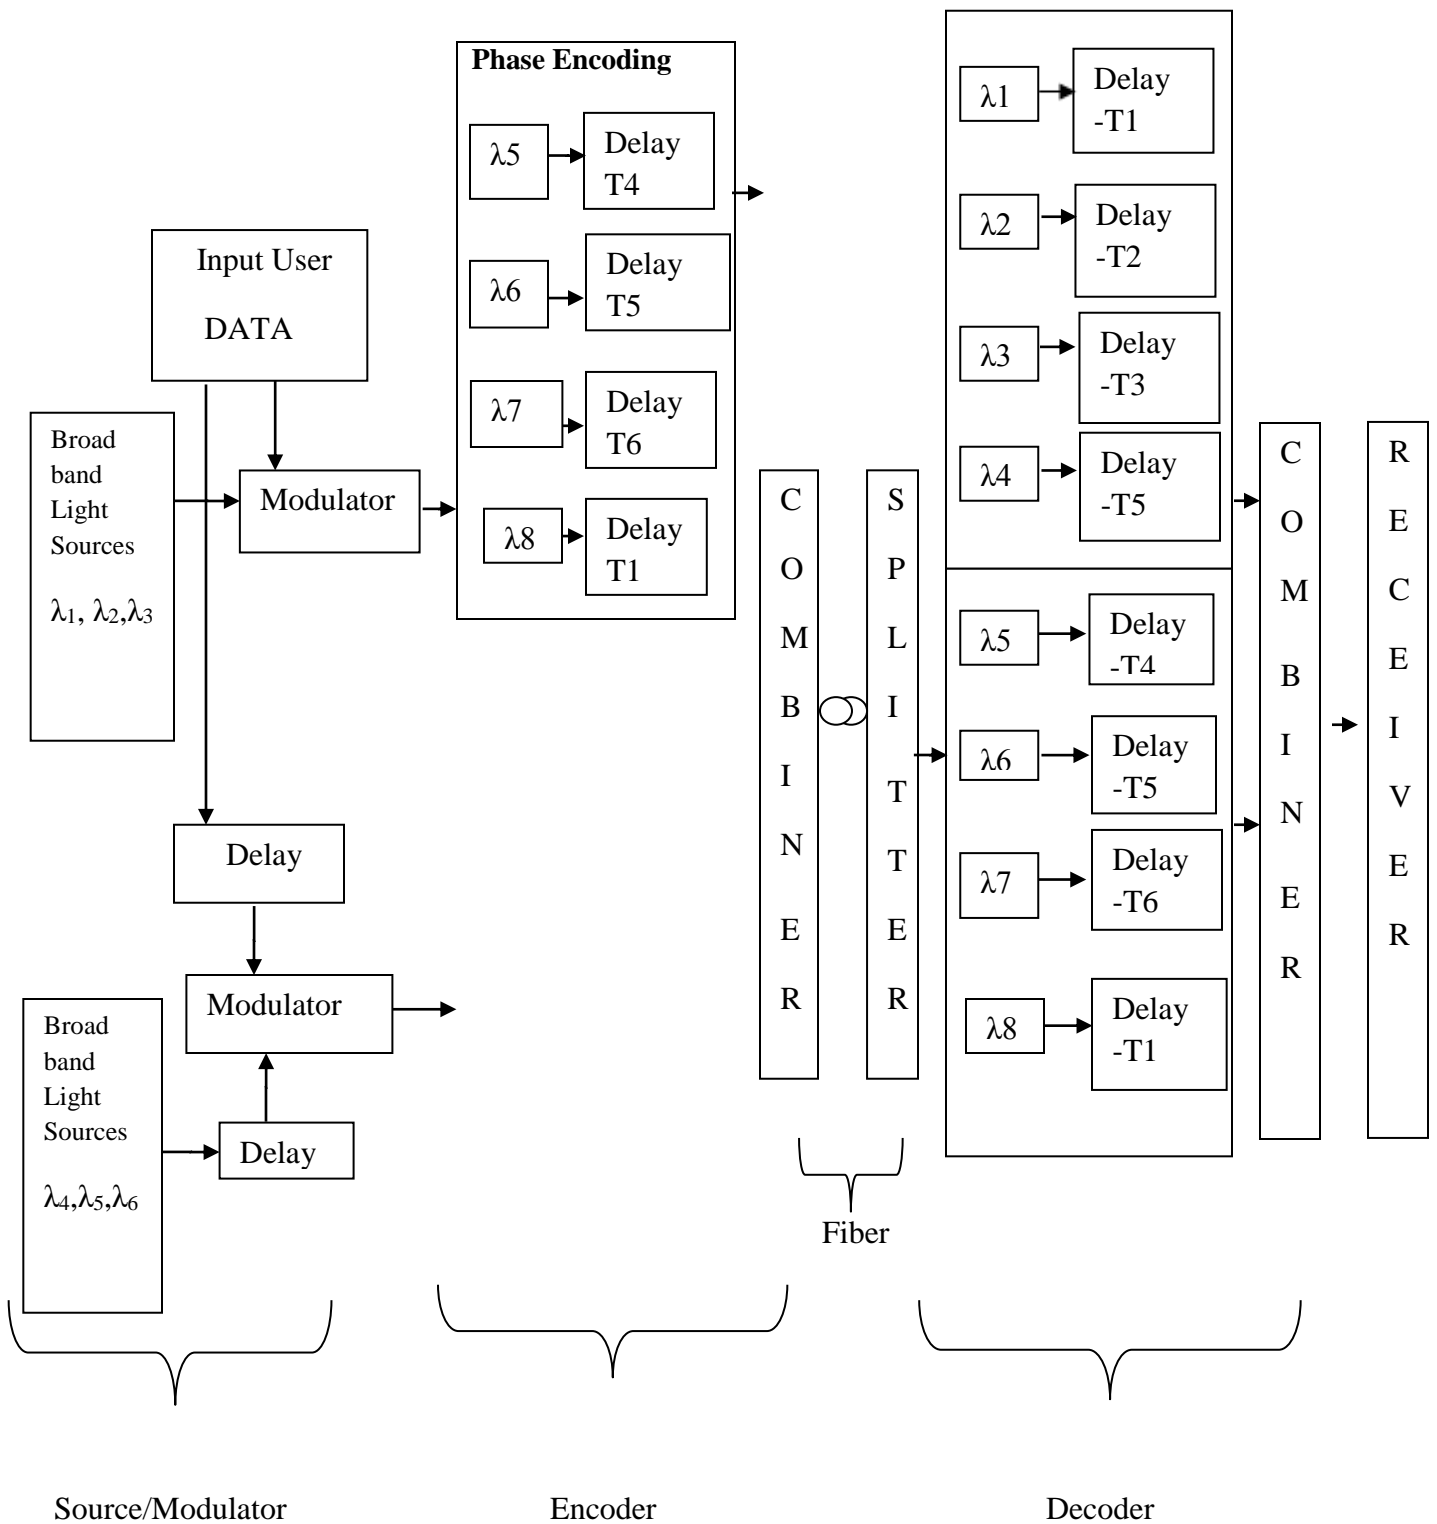 Phase Encoding
λ5
Delay
T4
λ6
Delay
T5
λ7
Delay
T6
λ8
Delay
T1
Input User
DATA
Broad
band
Light
Sources
λ1, λ2,λ3
Modulator
Delay
Modulator
Broad
band
Light
Sources
λ4,λ5,λ6
Delay
C
O
M
B
I
N
E
R
S
P
L
I
T
T
E
R
λ1
Delay
-T1
λ2
Delay
-T2
λ3
Delay
-T3
λ4
Delay
-T5
λ5
Delay
-T4
λ6
Delay
-T5
λ7
Delay
-T6
λ8
Delay
-T1
C
O
M
B
I
N
E
R
R
E
C
E
I
V
E
R
Fiber
Source/Modulator
Encoder
Decoder